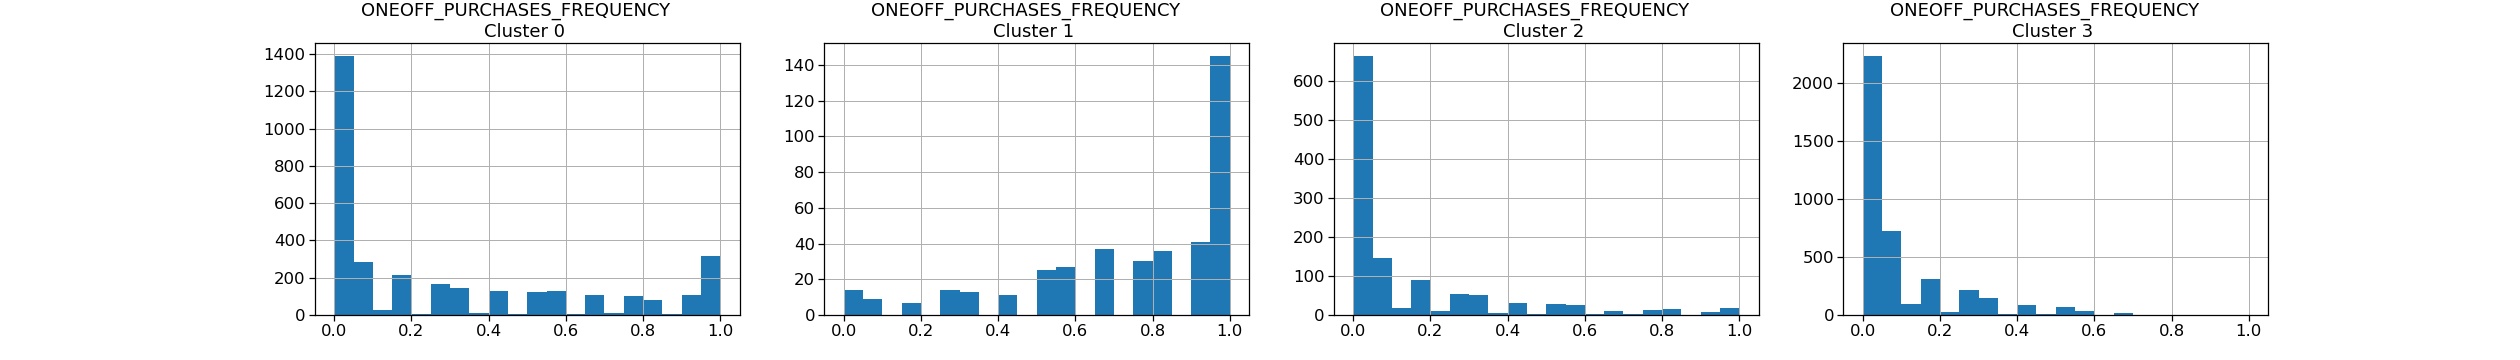 ONEOFF_PURCHASES_FREQUENCY
Cluster 0
1400
1200
1000
800
600
400
200
0
0.0 0.2 0.4 0.6 0.8 1.0
ONEOFF_PURCHASES_FREQUENCY
Cluster 1
140
120
100
80
60
40
20
0
0.0 0.2 0.4 0.6 0.8 1.0
ONEOFF_PURCHASES_FREQUENCY
Cluster 2
600
500
400
300
200
100
0
0.0 0.2 0.4 0.6 0.8 1.0
ONEOFF_PURCHASES_FREQUENCY
Cluster 3
2000
1500
1000
500
0
0.0 0.2 0.4 0.6 0.8 1.0